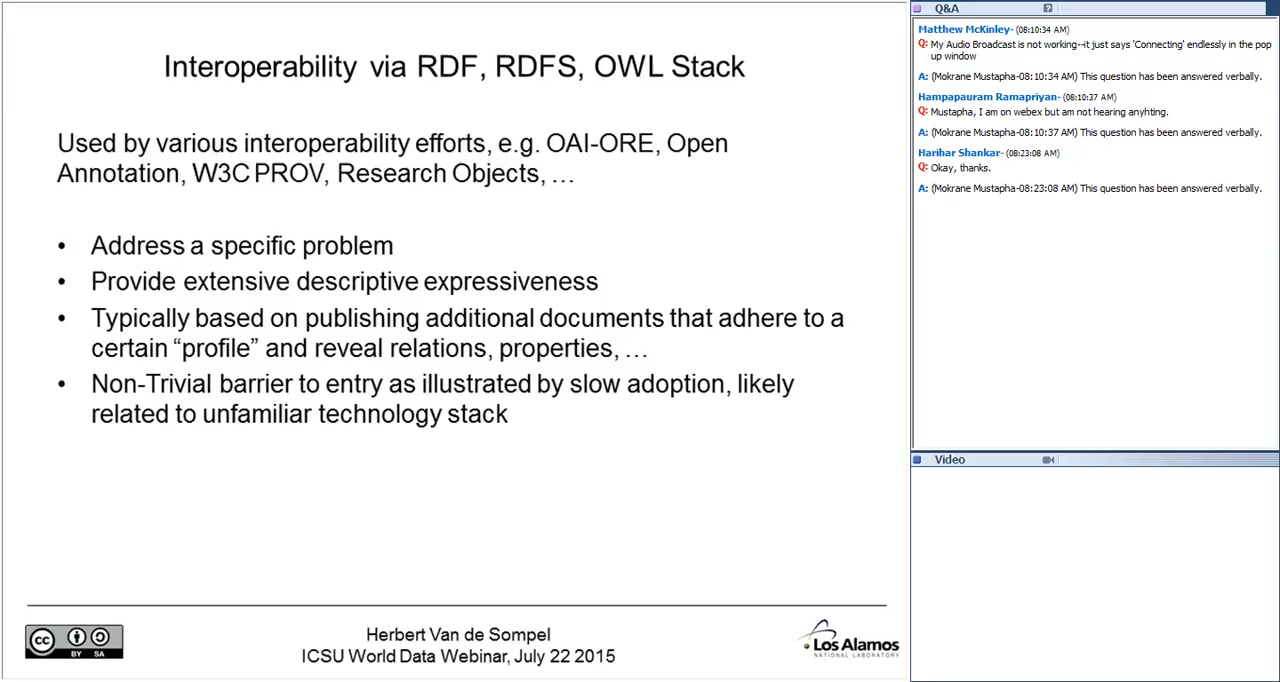 Interoperability via RDF, RDFS, OWL Stack
Used by various interoperability efforts, e.g. OAI-ORE, Open
Annotation, W3C PROV, Research Objects, …
• Address a specific problem
• Provide extensive descriptive expressiveness
• Typically based on publishing additional documents that adhere to a
certain “profile” and reveal relations, properties, …
• Non-Trivial barrier to entry as illustrated by slow adoption, likely
related to unfamiliar technology stack
cc BY SA
Herbert Van de Sompel
ICSU World Data Webinar, July 22 2015
Los Alamos
NATIONAL LABORATORY
Q&A
Matthew McKinley- (08:10:34 AM)
Q: My Audio Broadcast is not working--it just says 'Connecting' endlessly in the pop
up window
A: (Mokrane Mustapha-08:10:34 AM) This question has been answered verbally.
Hampapauram Ramapriyan- (08:10:37 AM)
Q: Mustapha, I am on webex but am not hearing anyhting.
A: (Mokrane Mustapha-08:10:37 AM) This question has been answered verbally.
Harihar Shankar- (08:23:08 AM)
Q: Okay, thanks.
A: (Mokrane Mustapha-08:23:08 AM) This question has been answered verbally.
Video